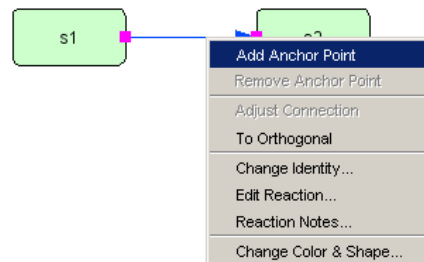 s1
Add Anchor Point
Remove Anchor Point
Adjust Connection
To Orthogonal
Change Identity...
Edit Reaction...
Reaction Notes...
Change Color & Shape...